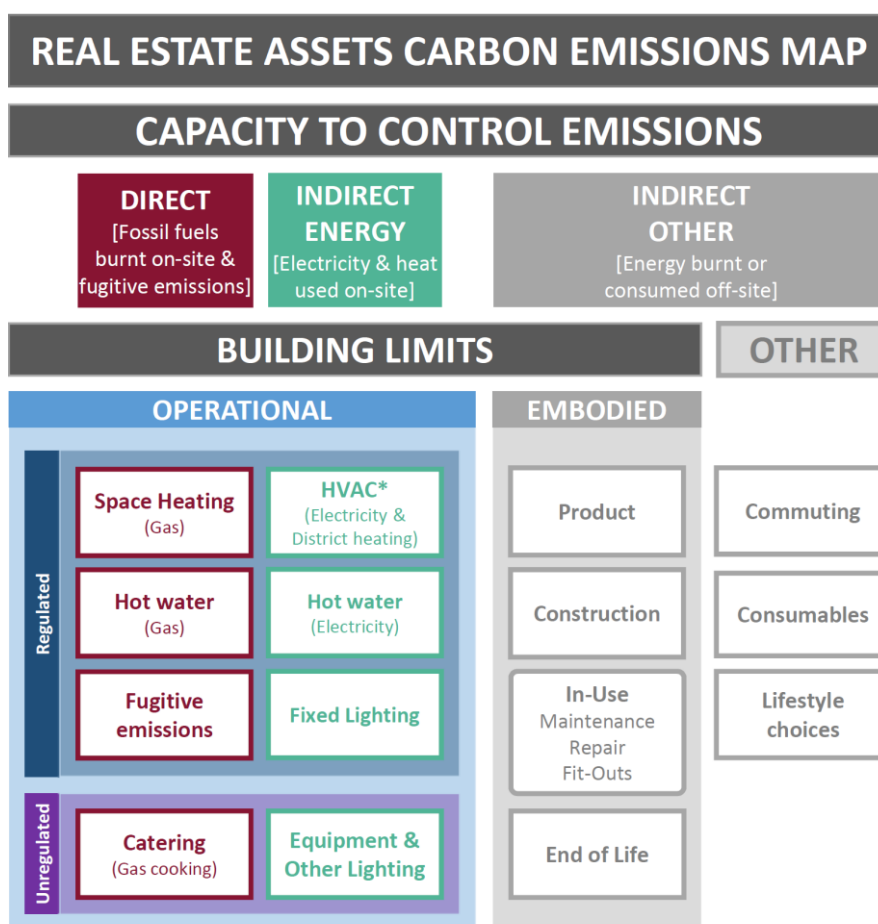 REAL ESTATE ASSETS CARBON EMISSIONS MAP
CAPACITY TO CONTROL EMISSIONS
DIRECT
[Fossil fuels
burnt on-site &
fugitive emissions]
INDIRECT
ENERGY
[Electricity & heat
used on-site]
INDIRECT
OTHER
[Energy burnt or
consumed off-site]
BUILDING LIMITS
OTHER
OPERATIONAL
EMBODIED
Regulated
Space Heating
(Gas)
HVAC*
(Electricity &
District heating)
Product
Commuting
Hot water
(Gas)
Hot water
(Electricity)
Construction
Consumables
Fugitive
emissions
Fixed Lighting
In-Use
Maintenance
Repair
Fit-Outs
Lifestyle
choices
Unregulated
Catering
(Gas cooking)
Equipment &
Other Lighting
End of Life